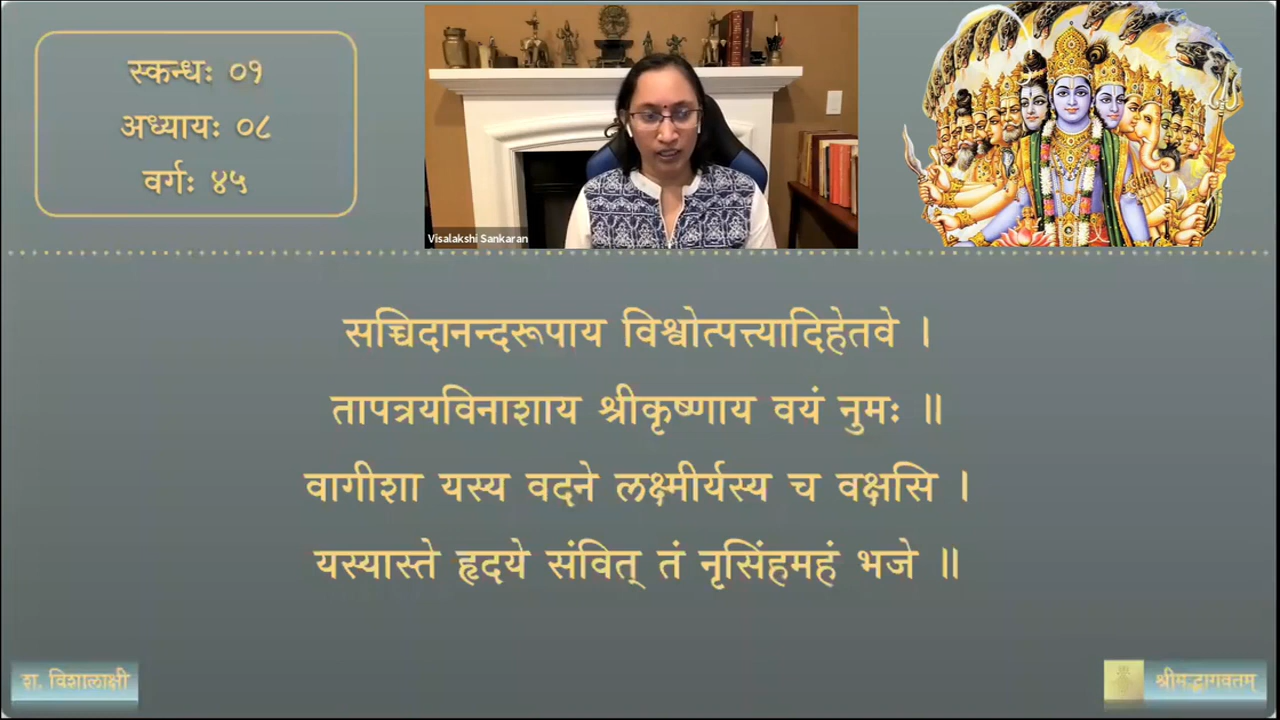 स्कन्धः ०१
अध्यायः ०८
वर्गः ४५
Visalakshi Sankaran
सच्चिदानन्दरूपाय विश्वोत्पत्त्यादिहेतवे ।
तापत्रयविनाशाय श्रीकृष्णाय वयं नुमः ॥
वागीशा यस्य वदने लक्ष्मीर्यस्य च वक्षसि ।
यस्यास्ते हृदये संवित् तं नृसिंहमहं भजे ॥
श. विशालाक्षी
श्रीमद्भागवतम्